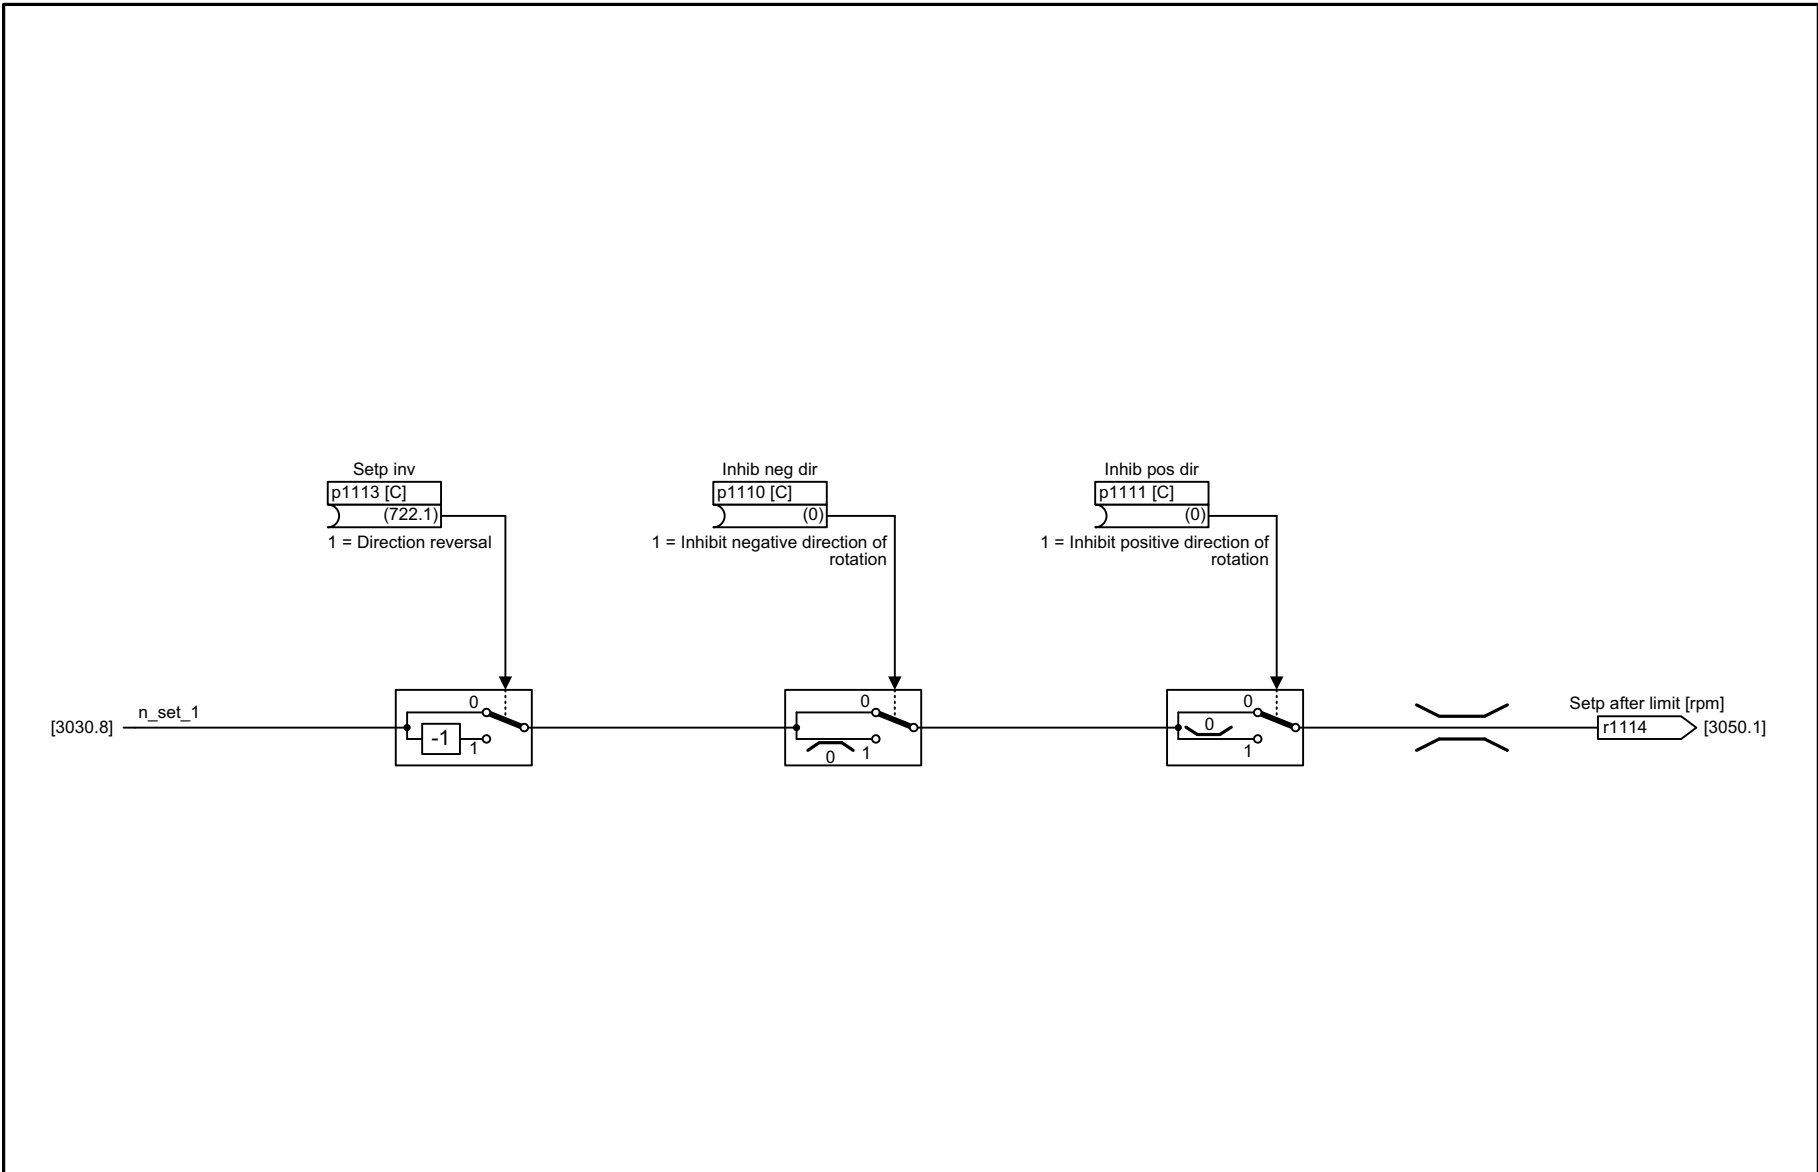 Setp inv
p1113 [C]
(722.1)
1 = Direction reversal
Inhib neg dir
p1110 [C]
(0)
1 = Inhibit negative direction of
rotation
Inhib pos dir
p1111 [C]
(0)
1 = Inhibit positive direction of
rotation
[3030.8]
n_set_1
0
-1
1
0
0
1
0
0
1
Setp after limit [rpm]
r1114
[3050.1]